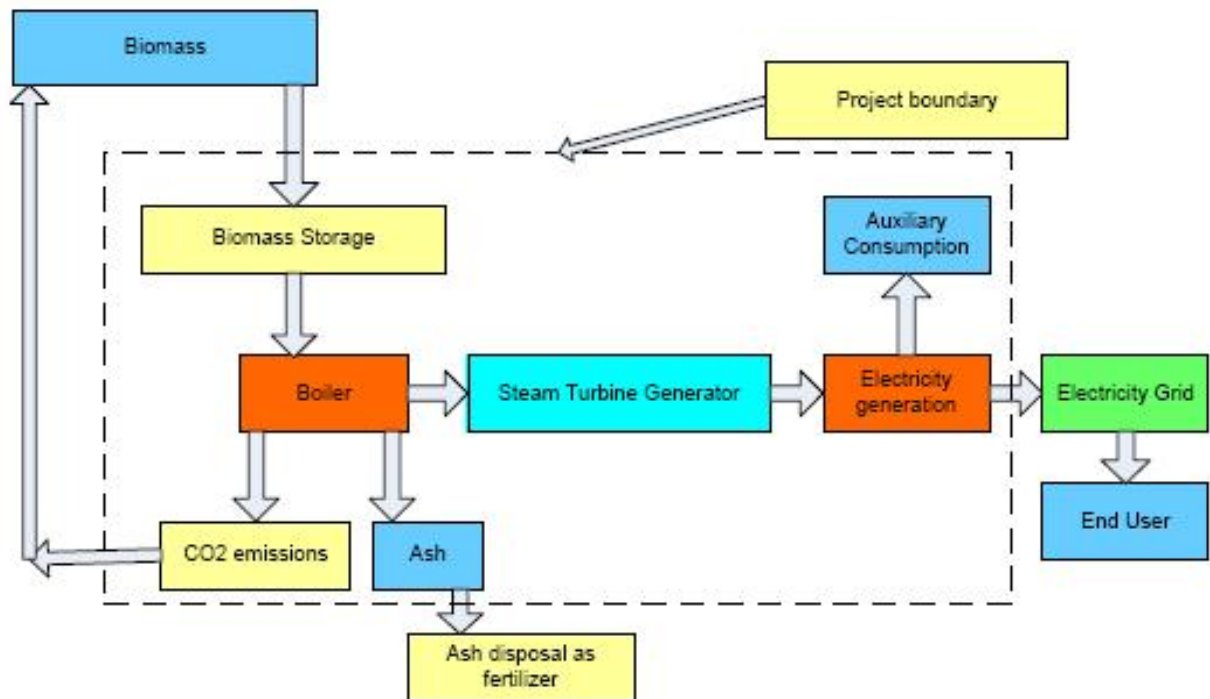 Biomass
Project boundary
Biomass Storage
Auxiliary
Consumption
Boiler
Steam Turbine Generator
Electricity
generation
Electricity Grid
CO2 emissions
Ash
End User
Ash disposal as
fertilizer